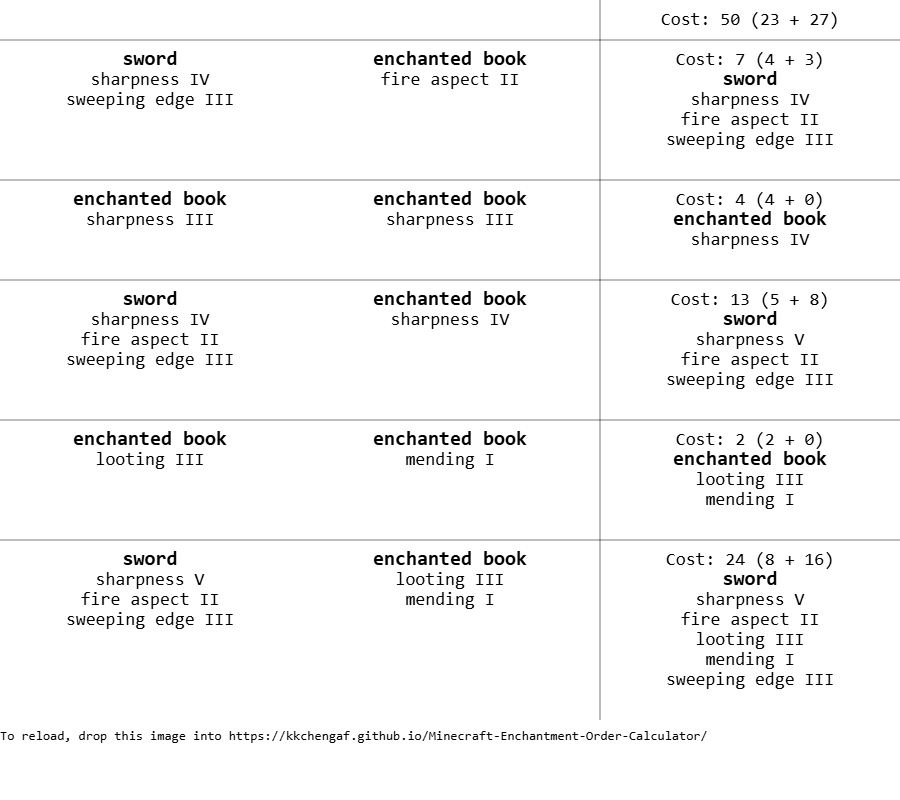 Cost: 50 (23 + 27)
sword
sharpness IV
sweeping edge III
enchanted book
fire aspect II
Cost: 7 (4 + 3)
sword
sharpness IV
fire aspect II
sweeping edge III
enchanted book
sharpness III
enchanted book
sharpness III
Cost: 4 (4 + 0)
enchanted book
sharpness IV
sword
sharpness IV
fire aspect II
sweeping edge III
enchanted book
sharpness IV
Cost: 13 (5 + 8)
sword
sharpness V
fire aspect II
sweeping edge III
enchanted book
looting III
enchanted book
mending I
Cost: 2 (2 + 0)
enchanted book
looting III
mending I
sword
sharpness V
fire aspect II
sweeping edge III
enchanted book
looting III
mending I
Cost: 24 (8 + 16)
sword
sharpness V
fire aspect II
looting III
mending I
sweeping edge III
To reload, drop this image into https://kkchengaf.github.io/Minecraft-Enchantment-Order-Calculator/